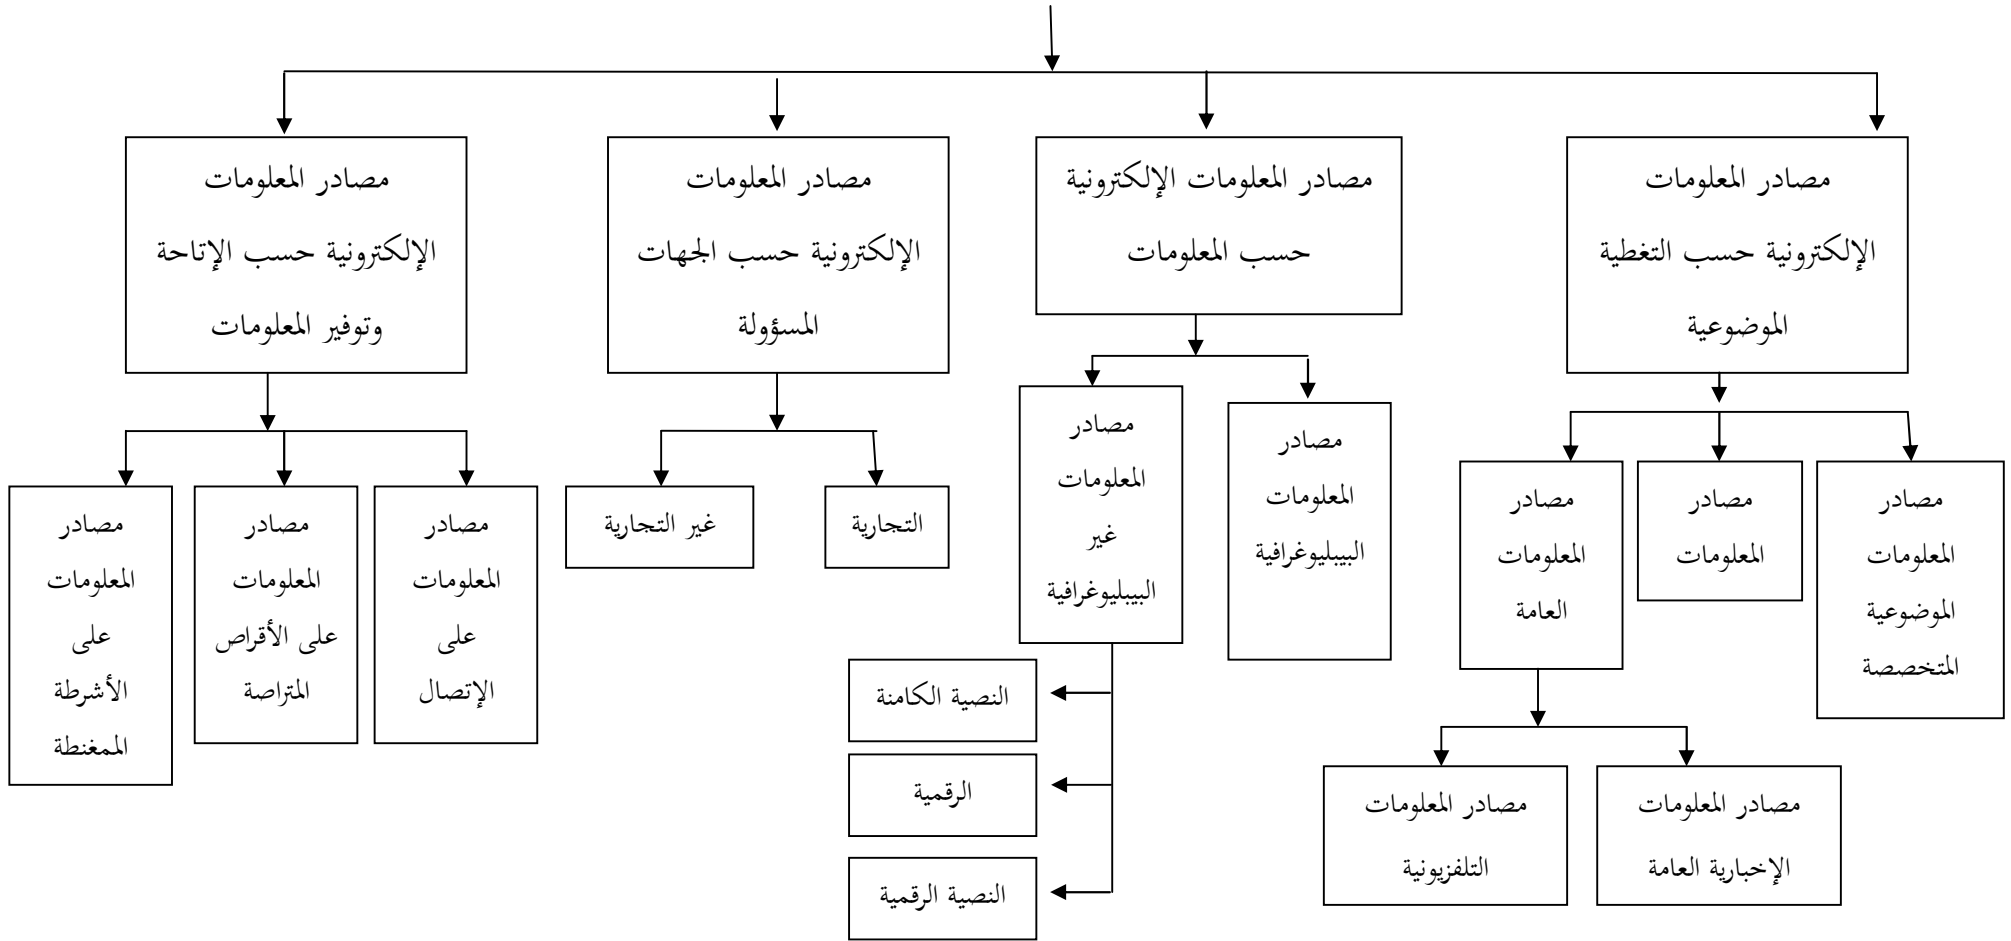 مصادر المعلومات
الإلكترونية حسب التغطية
الموضوعية
مصادر المعلومات الإلكترونية
حسب المعلومات
مصادر المعلومات
الإلكترونية حسب الجهات
المسؤولة
مصادر المعلومات
الإلكترونية حسب الإتاحة
وتوفير المعلومات
مصادر
المعلومات
الموضوعية
المتخصصة
مصادر
المعلومات
مصادر
المعلومات
العامة
مصادر
المعلومات
البيبليوغرافية
مصادر
المعلومات
غير
البيبليوغرافية
التجارية
غير التجارية
مصادر
المعلومات
على
الإتصال
مصادر
المعلومات
على الأقراص
المتراصة
مصادر
المعلومات
على
الأشرطة
الممغنطة
مصادر المعلومات
الإخبارية العامة
مصادر المعلومات
التلفزيونية
النصية الكامنة
الرقمية
النصية الرقمية